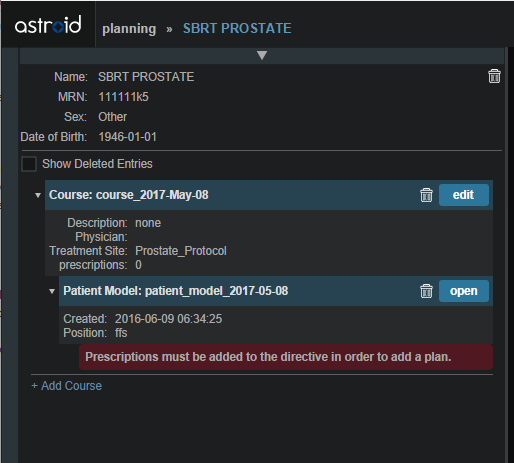 astroid planning » SBRT PROSTATE
Name: SBRT PROSTATE
MRN: 111111k5
Sex: Other
Date of Birth: 1946-01-01
Show Deleted Entries
Course: course_2017-May-08 edit
Description: none
Physician:
Treatment Site: Prostate_Protocol
prescriptions: 0
Patient Model: patient_model_2017-05-08 open
Created: 2016-06-09 06:34:25
Position: ffs
Prescriptions must be added to the directive in order to add a plan.
+ Add Course